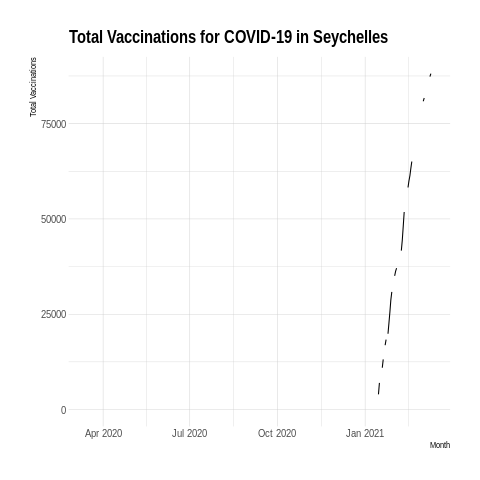 Total Vaccinations for COVID-19 in Seychelles
Total Vaccinations
75000
50000
25000
0
Apr 2020 Jul 2020 Oct 2020 Jan 2021
Month